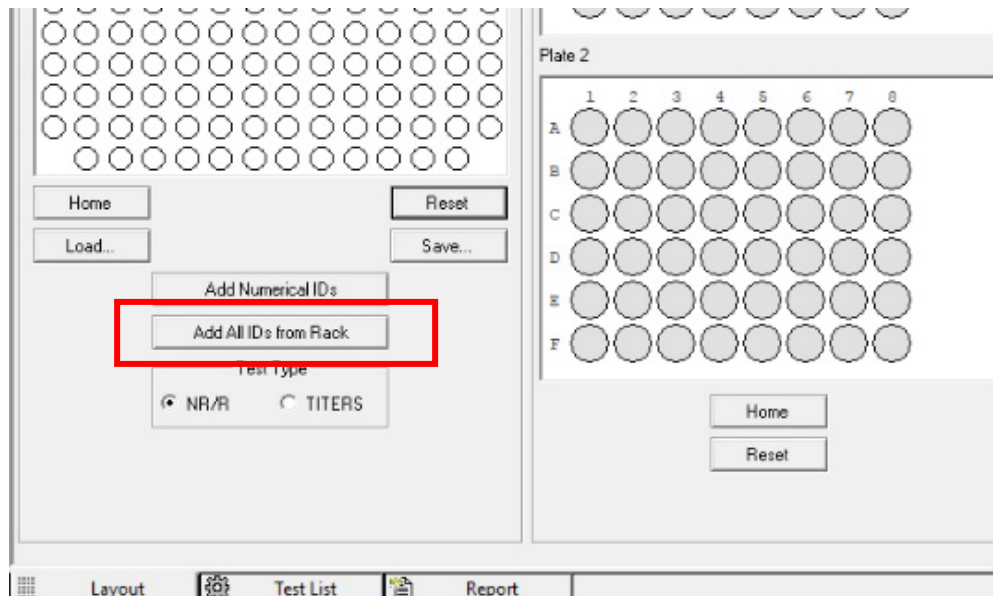 Home
Reset
Load...
Save...
Add Numerical IDs
Add All IDs from Rack
Test Type
NR/R TITERS
Plate 2
1 2 3 4 5 6 7 8
A
B
C
D
E
F
Home
Reset
Layout Test List Report